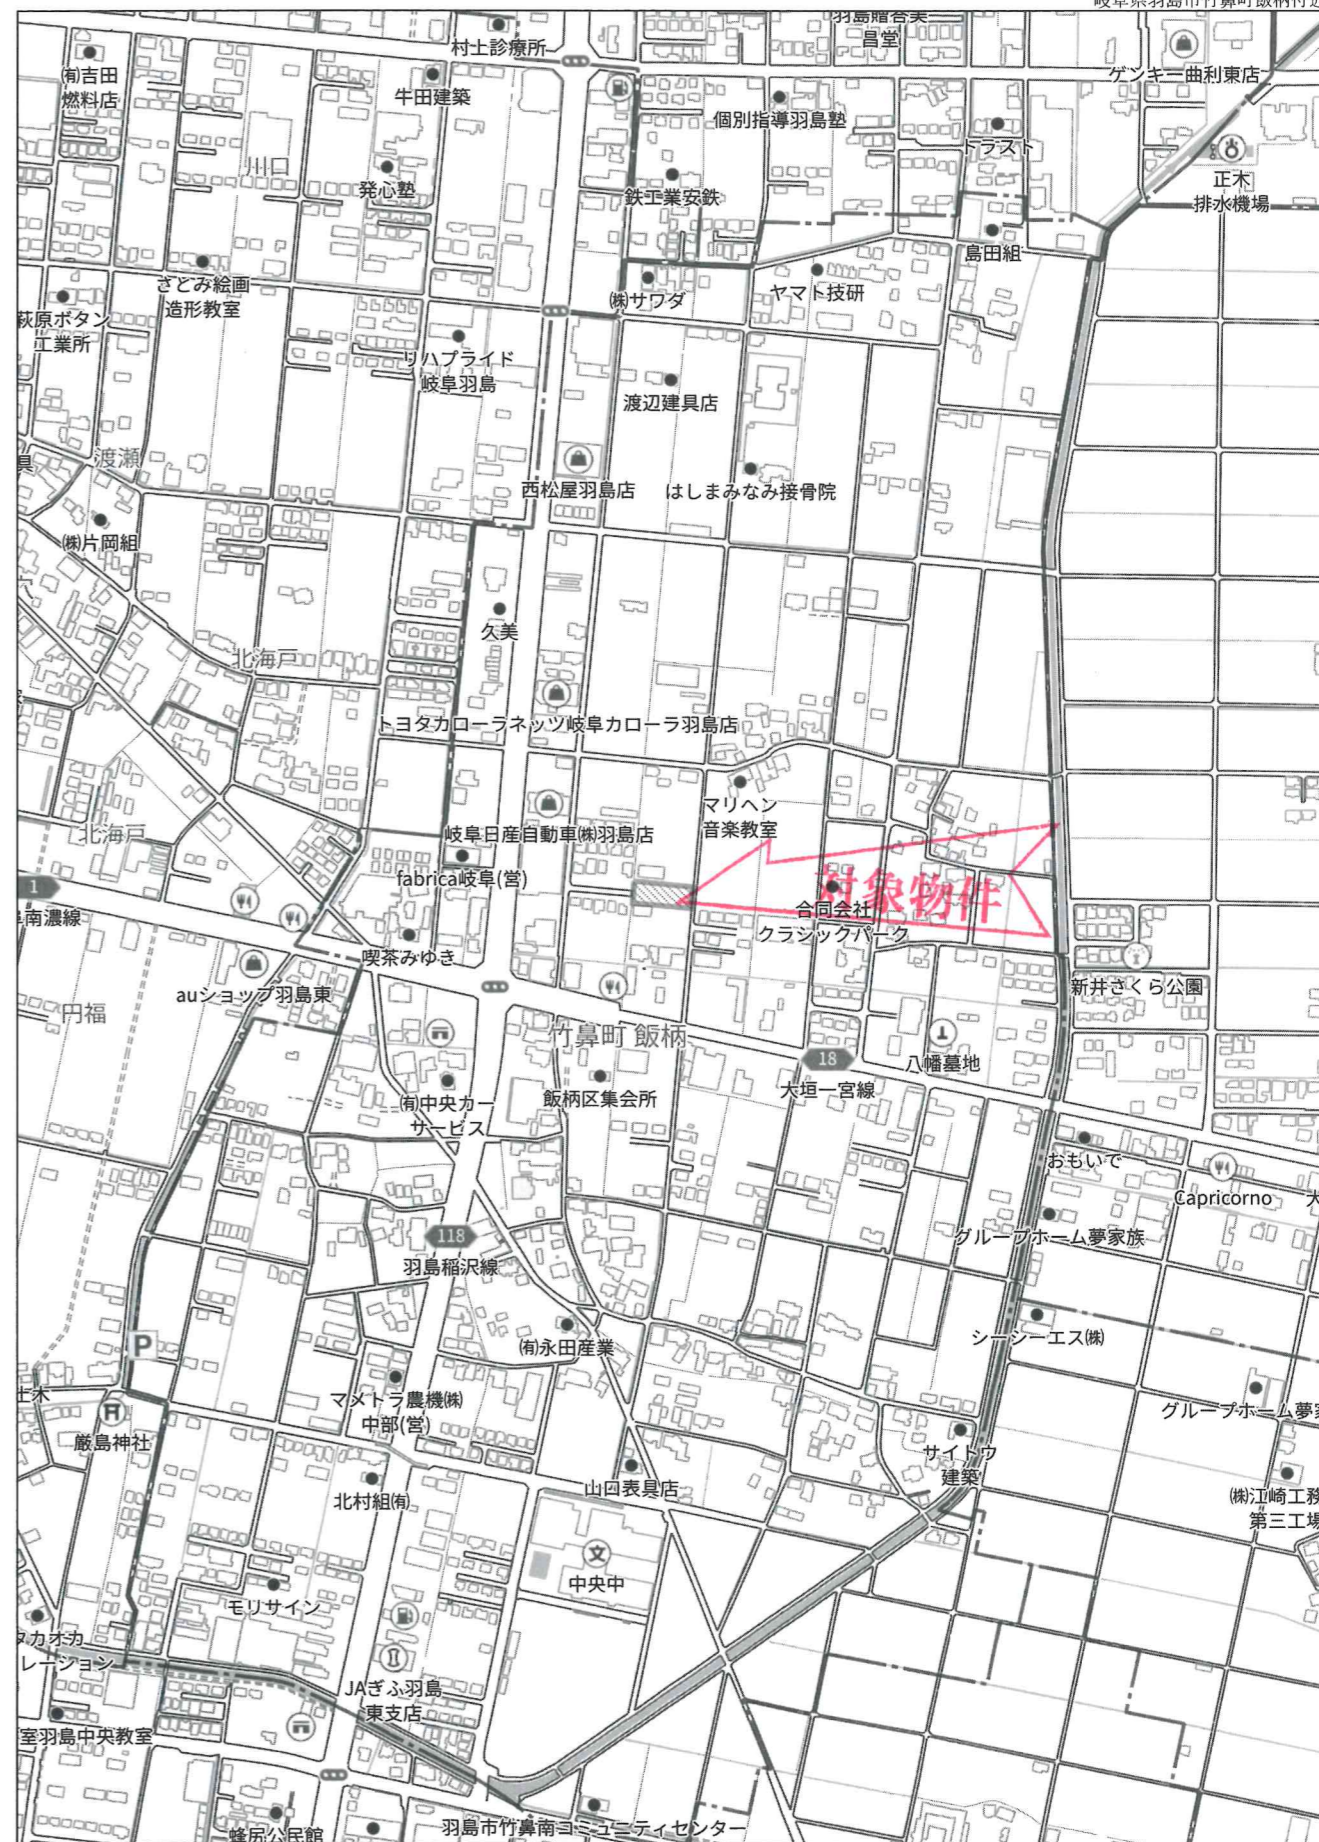 岐阜県羽島市竹鼻町飯柄付近
村上診療所
昌堂
㈲吉田
燃料店
牛田建築
ゲンキー曲利東店
個別指導羽島塾
トラスト
川口
発心塾
鉄工業安鉄
正木
排水機場
島田組
さとみ絵画
造形教室
㈱サワダ
ヤマト技研
萩原ボタン
工業所
リハプライド
岐阜羽島
渡辺建具店
渡瀬
具
西松屋羽島店
はしまみなみ接骨院
㈱片岡組
久美
北海戸
トヨタカローラネッツ岐阜カローラ羽島店
マリヘン
音楽教室
北海戸
岐阜日産自動車㈱羽島店
fabrica岐阜(営)
対象物件
1
阜南濃線
合同会社
クラシックパーク
喫茶みゆき
auショップ羽島東
新井さくら公園
円福
竹鼻町 飯柄
18
大垣一宮線
八幡墓地
㈲中央カー
サービス
飯柄区集会所
おもいで
Capricorno
大
118
羽島稲沢線
グループホーム夢家族
㈲永田産業
シーシーエス㈱
P
土木
マメトラ農機㈱
中部(営)
グループホーム夢家
厳島神社
サイトウ
建築
北村組㈲
山口表具店
㈱江崎工務
第三工場
文
中央中
モリサイン
タカオカ
レーション
JAぎふ羽島
東支店
室羽島中央教室
蜂尻公民館
羽島市竹鼻南コミュニティセンター